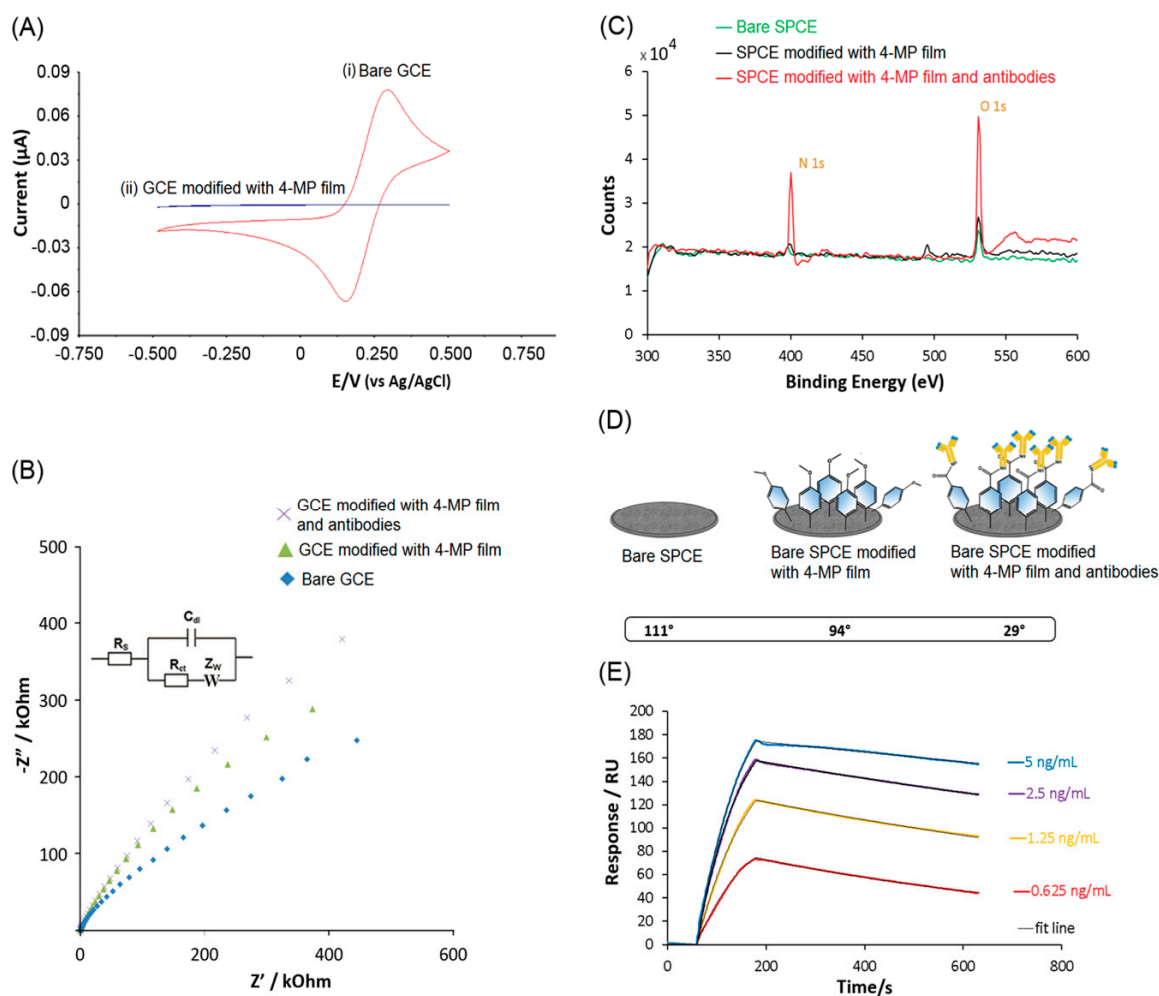 (A)
(i) Bare GCE
(ii) GCE modified with 4-MP film
Current (µA)
0.09
0.06
0.03
0
-0.03
-0.06
-0.09
-0.750
-0.500
0
0.250
0.500
0.750
E/V (vs Ag/AgCl)
(B)
GCE modified with 4-MP film
and antibodies
GCE modified with 4-MP film
Bare GCE
500
400
300
200
100
-Z'' / kOhm
Rs
Cdl
Rct
Zw
W
0
200
400
600
Z' / kOhm
(C)
Bare SPCE
SPCE modified with 4-MP film
SPCE modified with 4-MP film and antibodies
× 10⁴
6
5
4
3
2
1
0
Counts
N 1s
O 1s
300
350
400
450
500
550
600
Binding Energy (eV)
(D)
Bare SPCE
Bare SPCE modified
with 4-MP film
Bare SPCE modified
with 4-MP film and antibodies
111°
94°
29°
(E)
Response / RU
200
180
160
140
120
100
80
60
40
20
0
5 ng/mL
2.5 ng/mL
1.25 ng/mL
0.625 ng/mL
fit line
0
200
400
600
800
Time/s